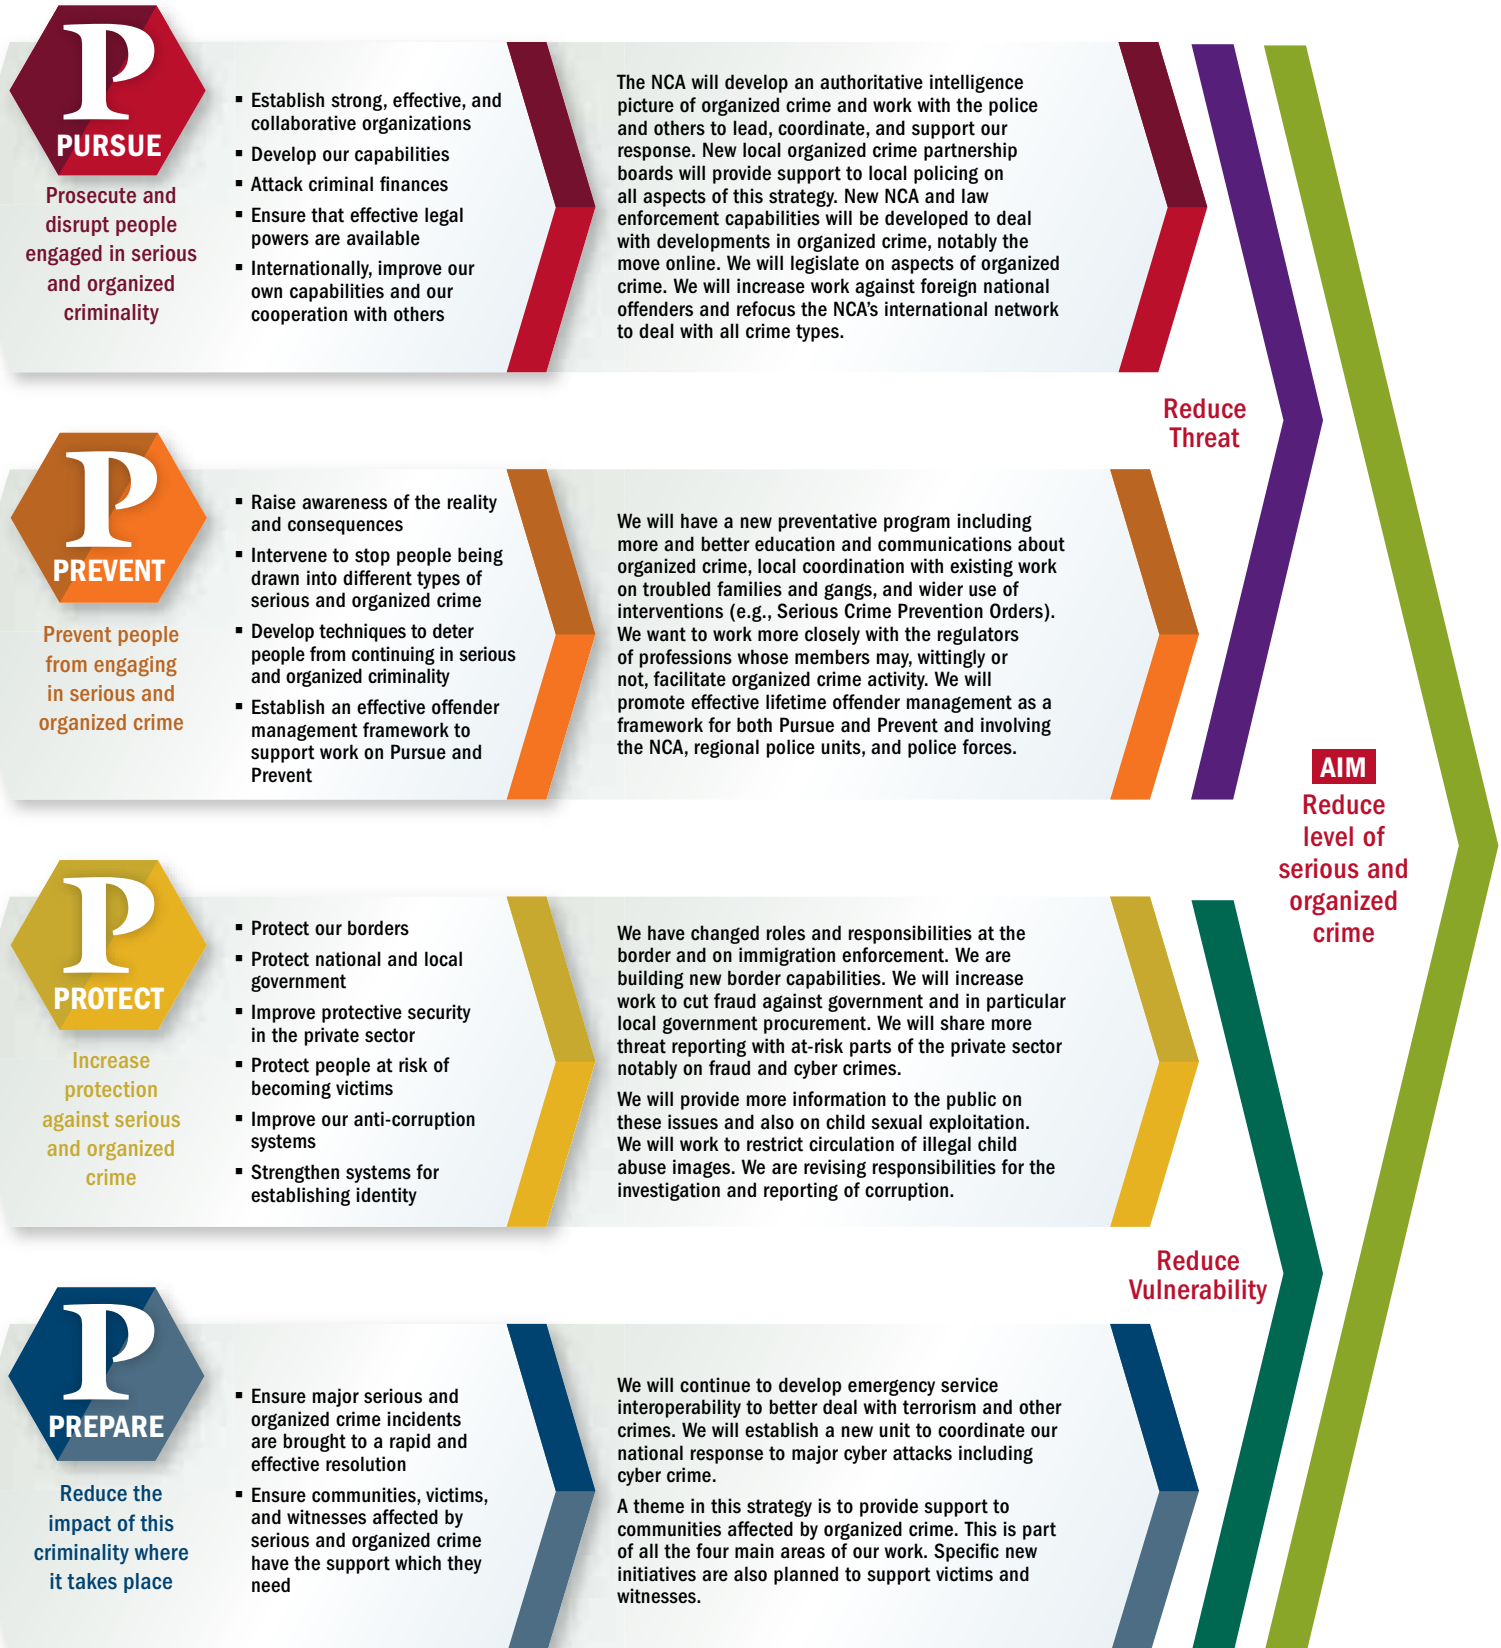 P
PURSUE
Prosecute and
disrupt people
engaged in serious
and organized
criminality
▪ Establish strong, effective, and
collaborative organizations
▪ Develop our capabilities
▪ Attack criminal finances
▪ Ensure that effective legal
powers are available
▪ Internationally, improve our
own capabilities and our
cooperation with others
The NCA will develop an authoritative intelligence
picture of organized crime and work with the police
and others to lead, coordinate, and support our
response. New local organized crime partnership
boards will provide support to local policing on
all aspects of this strategy. New NCA and law
enforcement capabilities will be developed to deal
with developments in organized crime, notably the
move online. We will legislate on aspects of organized
crime. We will increase work against foreign national
offenders and refocus the NCA’s international network
to deal with all crime types.
Reduce
Threat
P
PREVENT
Prevent people
from engaging
in serious and
organized crime
▪ Raise awareness of the reality
and consequences
▪ Intervene to stop people being
drawn into different types of
serious and organized crime
▪ Develop techniques to deter
people from continuing in serious
and organized criminality
▪ Establish an effective offender
management framework to
support work on Pursue and
Prevent
We will have a new preventative program including
more and better education and communications about
organized crime, local coordination with existing work
on troubled families and gangs, and wider use of
interventions (e.g., Serious Crime Prevention Orders).
We want to work more closely with the regulators
of professions whose members may, wittingly or
not, facilitate organized crime activity. We will
promote effective lifetime offender management as a
framework for both Pursue and Prevent and involving
the NCA, regional police units, and police forces.
AIM
Reduce
level of
serious and
organized
crime
P
PROTECT
Increase
protection
against serious
and organized
crime
▪ Protect our borders
▪ Protect national and local
government
▪ Improve protective security
in the private sector
▪ Protect people at risk of
becoming victims
▪ Improve our anti-corruption
systems
▪ Strengthen systems for
establishing identity
We have changed roles and responsibilities at the
border and on immigration enforcement. We are
building new border capabilities. We will increase
work to cut fraud against government and in particular
local government procurement. We will share more
threat reporting with at-risk parts of the private sector
notably on fraud and cyber crimes.
We will provide more information to the public on
these issues and also on child sexual exploitation.
We will work to restrict circulation of illegal child
abuse images. We are revising responsibilities for the
investigation and reporting of corruption.
Reduce
Vulnerability
P
PREPARE
Reduce the
impact of this
criminality where
it takes place
▪ Ensure major serious and
organized crime incidents
are brought to a rapid and
effective resolution
▪ Ensure communities, victims,
and witnesses affected by
serious and organized crime
have the support which they
need
We will continue to develop emergency service
interoperability to better deal with terrorism and other
crimes. We will establish a new unit to coordinate our
national response to major cyber attacks including
cyber crime.
A theme in this strategy is to provide support to
communities affected by organized crime. This is part
of all the four main areas of our work. Specific new
initiatives are also planned to support victims and
witnesses.